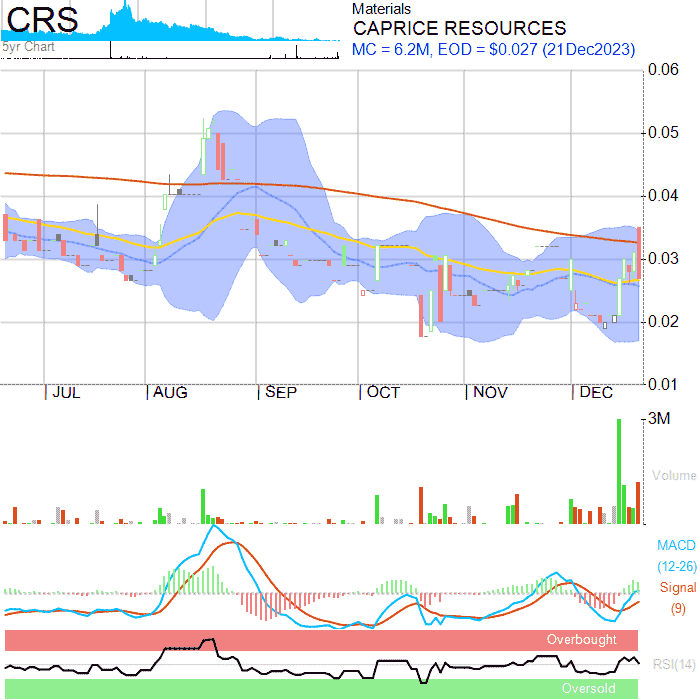 CRS
5yr Chart
Materials
CAPRICE RESOURCES
MC = 6.2M, EOD = $0.027 (21Dec2023)
0.06
0.05
0.04
0.03
0.02
0.01
JUL AUG SEP OCT NOV DEC
3M
Volume
MACD
(12-26)
Signal
(9)
Overbought
RSI(14)
Oversold